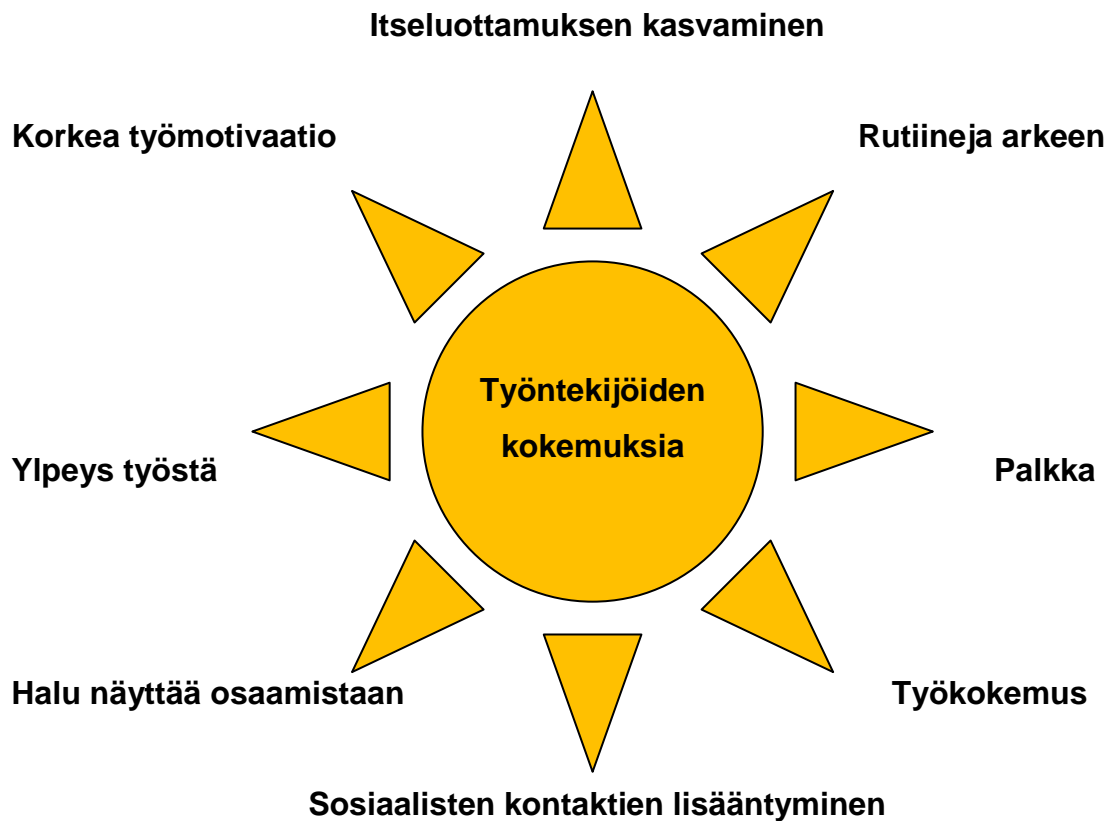 Itseluottamuksen kasvaminen
Korkea työmotivaatio
Rutiineja arkeen
Työntekijöiden
kokemuksia
Ylpeys työstä
Palkka
Halu näyttää osaamistaan
Työkokemus
Sosiaalisten kontaktien lisääntyminen